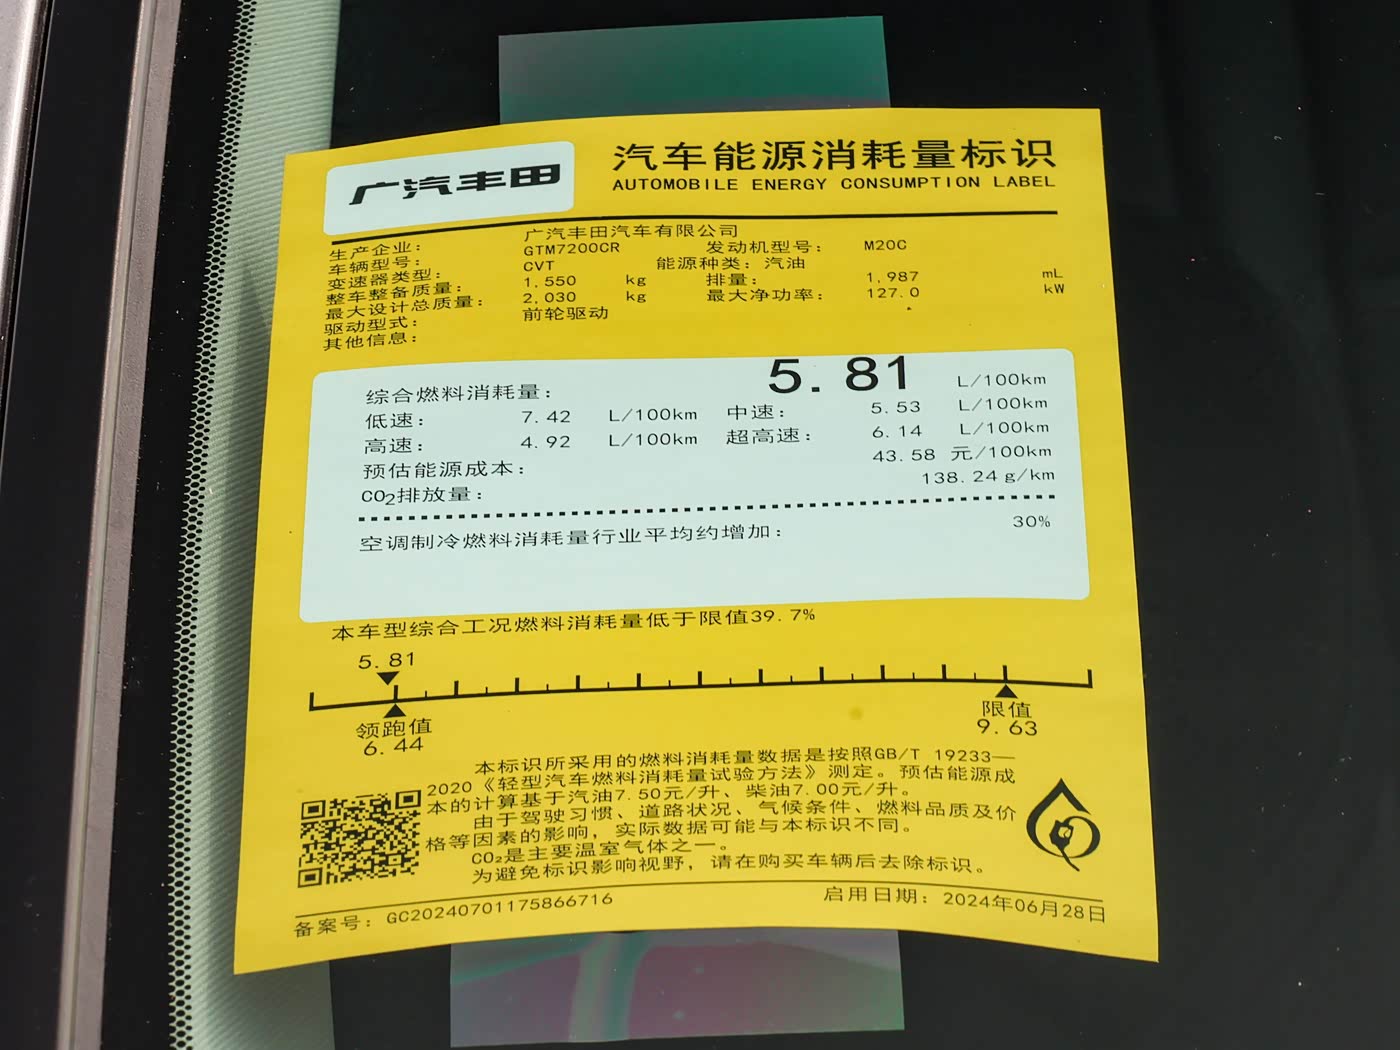 广汽丰田
汽车能源消耗量标识
AUTOMOBILE ENERGY CONSUMPTION LABEL
生产企业: 广汽丰田汽车有限公司
车辆型号: GTM7200CR 发动机型号: M20C
变速器类型: CVT 能源种类: 汽油
整车整备质量: 1,550 kg 排量: 1,987 mL
最大设计总质量: 2,030 kg 最大净功率: 127.0 kW
驱动型式: 前轮驱动
其他信息:
综合燃料消耗量: 5.81 L/100km
低速: 7.42 L/100km 中速: 5.53 L/100km
高速: 4.92 L/100km 超高速: 6.14 L/100km
预估能源成本: 43.58 元/100km
CO₂排放量: 138.24 g/km
空调制冷燃料消耗量行业平均约增加: 30%
本车型综合工况燃料消耗量低于限值39.7%
5.81
领跑值 限值
6.44 9.63
本标识所采用的燃料消耗量数据是按照GB/T 19233—
2020《轻型汽车燃料消耗量试验方法》测定。预估能源成
本的计算基于汽油7.50元/升、柴油7.00元/升。
由于驾驶习惯、道路状况、气候条件、燃料品质及价
格等因素的影响，实际数据可能与本标识不同。
CO₂是主要温室气体之一。
为避免标识影响视野，请在购买车辆后去除标识。
备案号: GC20240701175866716 启用日期: 2024年06月28日